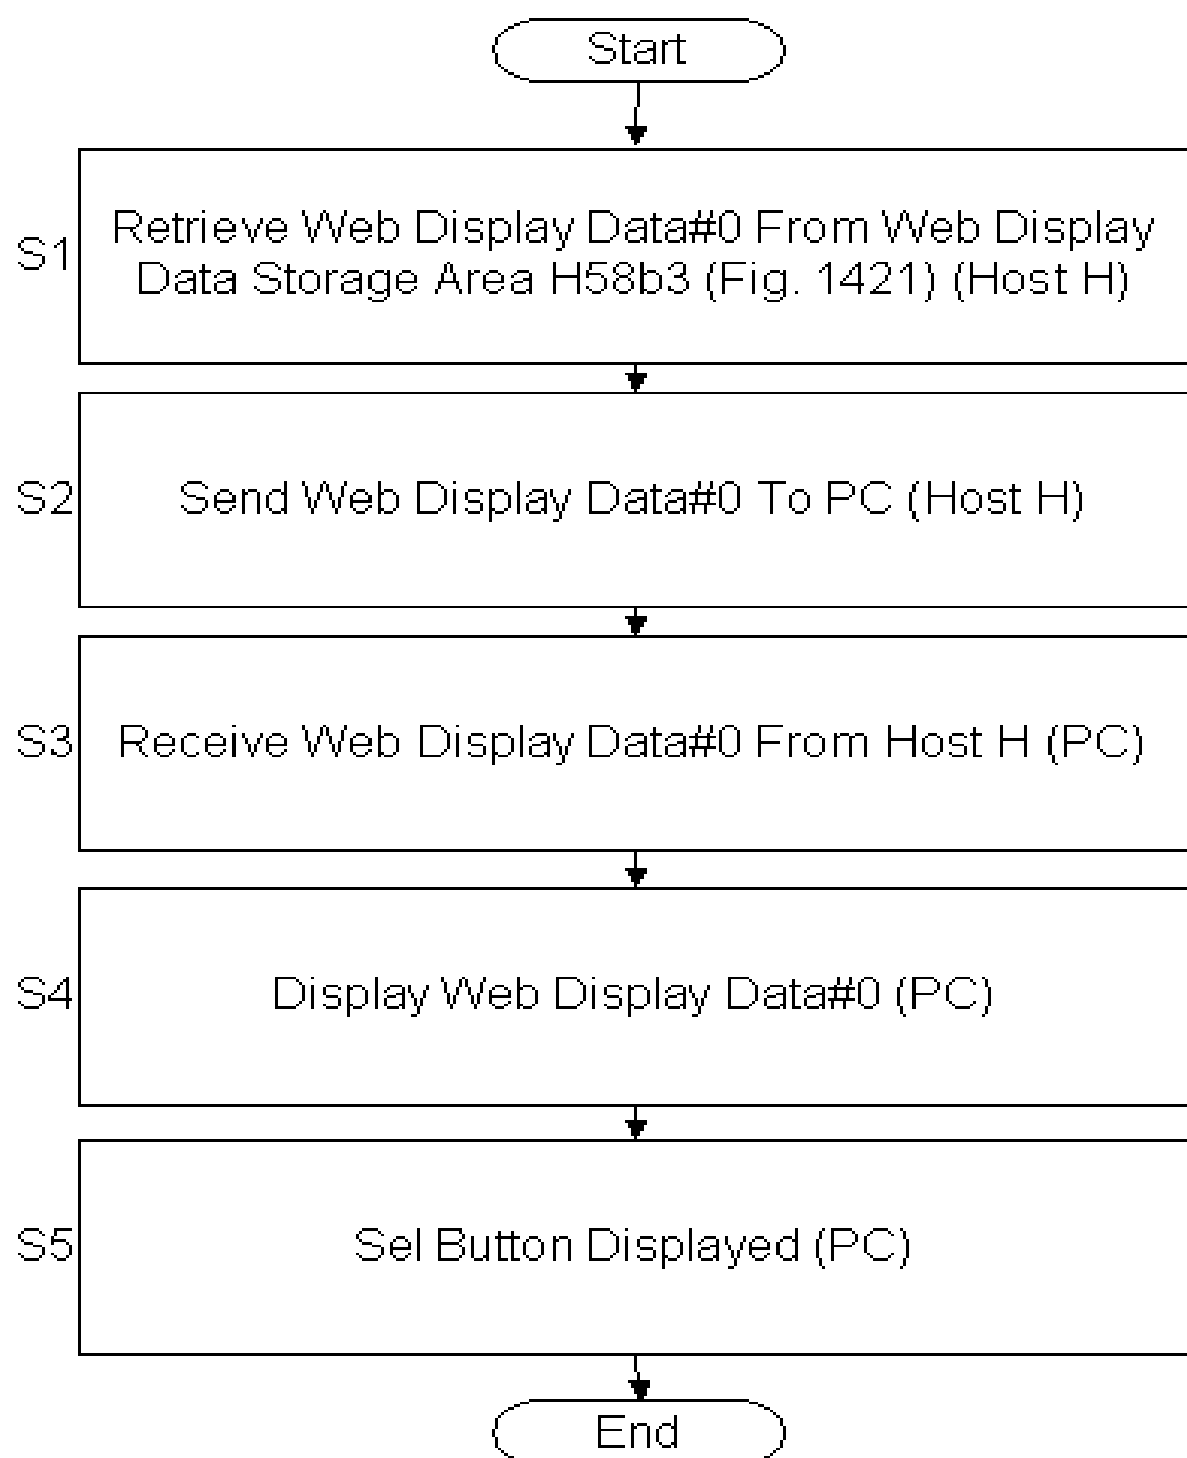 Start
S1
Retrieve Web Display Data#0 From Web Display
Data Storage Area H58b3 (Fig. 1421) (Host H)
S2
Send Web Display Data#0 To PC (Host H)
S3
Receive Web Display Data#0 From Host H (PC)
S4
Display Web Display Data#0 (PC)
S5
Sel Button Displayed (PC)
End